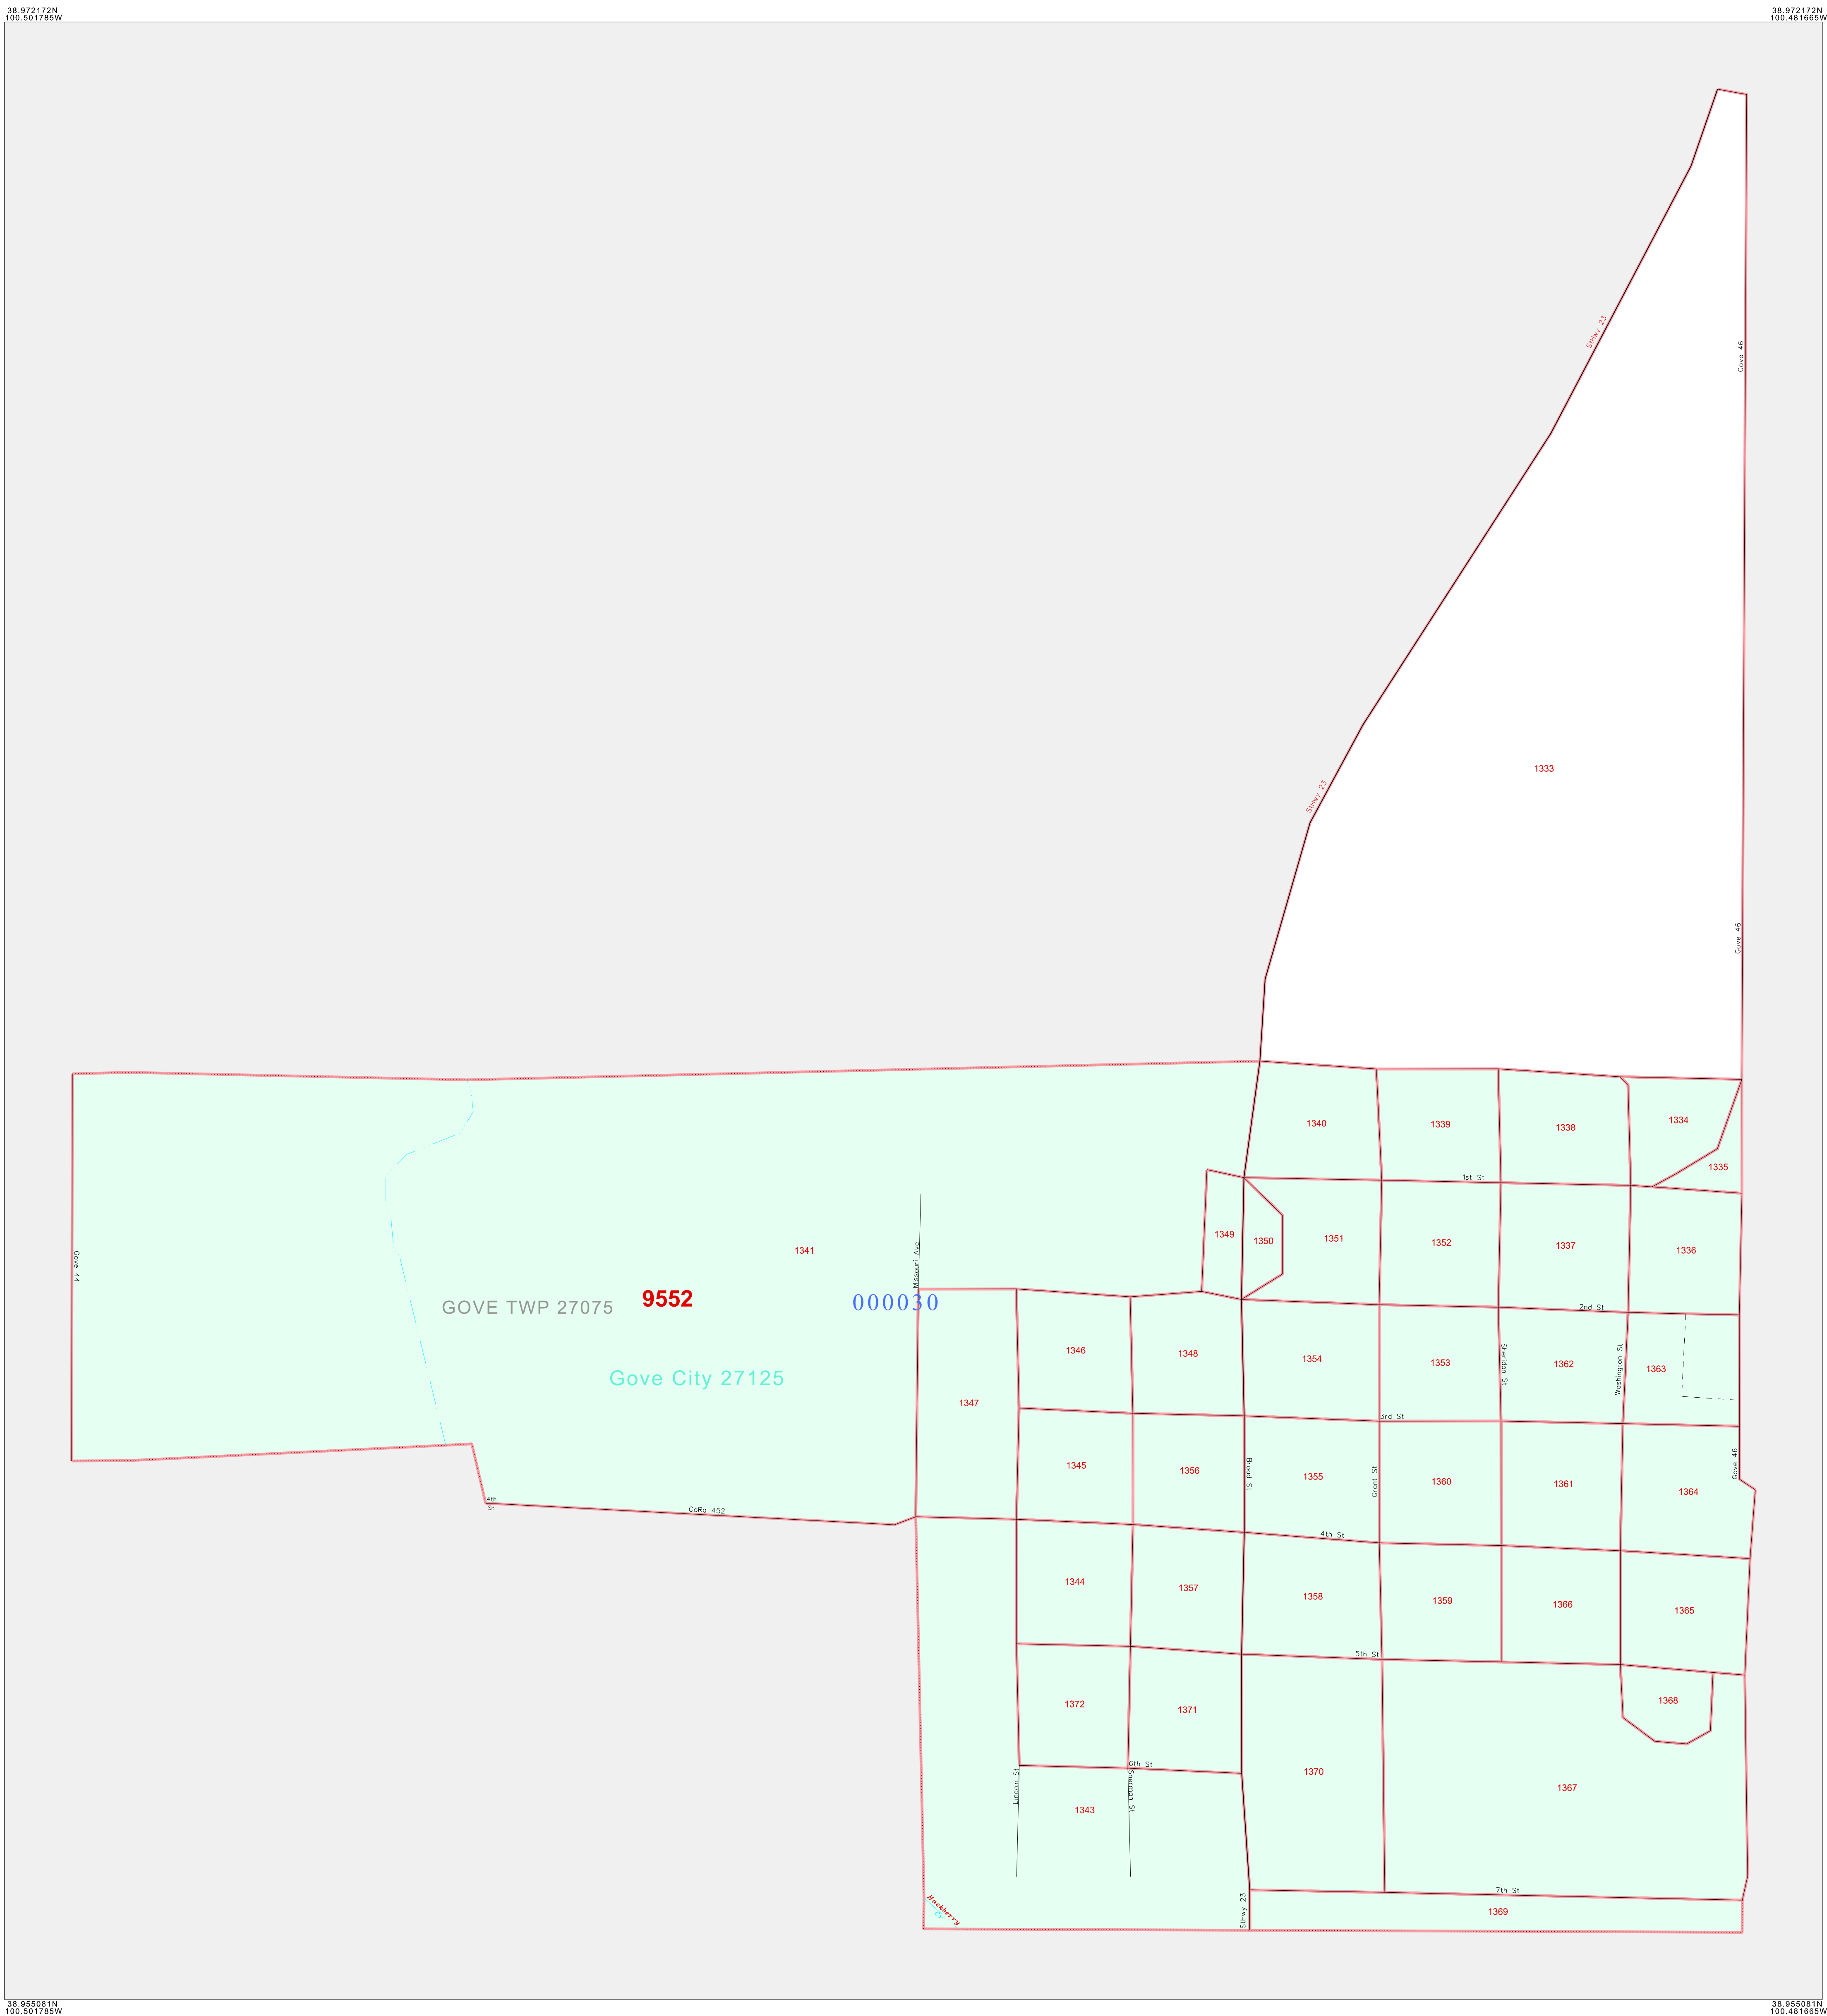 38.972172N
100.501785W
38.972172N
100.481665W
StHwy 23
Gove 46
1333
StHwy 23
Gove 46
1340
1339
1338
1334
1335
1st St
1349
1350
1351
1352
1337
1336
Gove 44
1341
Missouri Ave
GOVE TWP 27075
9552
000030
2nd St
Gove City 27125
1347
1346
1348
1354
1353
Sheridan St
1362
Washington St
1363
3rd St
1345
1356
Broad St
1355
Grant St
1360
1361
Gove 46
1364
4th
St
CoRd 452
4th St
1344
1357
1358
1359
1366
1365
5th St
1372
1371
1368
6th St
Lincoln St
Sherman St
1370
1367
1343
7th St
Hackberry
Cr
StHwy 23
1369
38.955081N
100.501785W
38.955081N
100.481665W